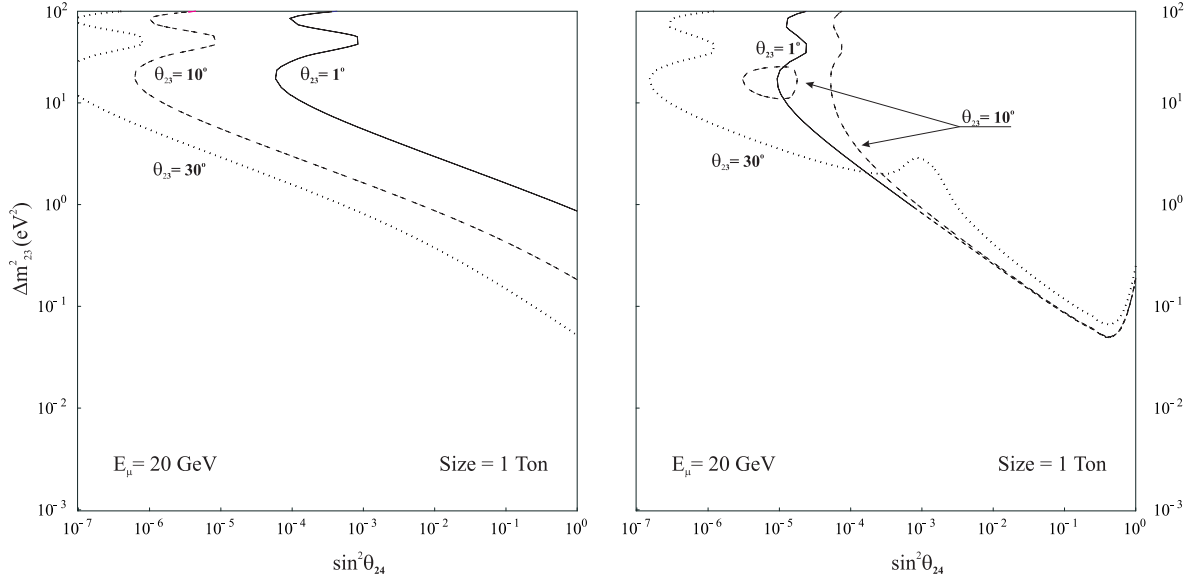 10² 10²
θ₂₃= 1°
θ₂₃= 10° θ₂₃= 1°
10¹ 10¹
θ₂₃= 10°
θ₂₃= 30° θ₂₃= 30°
10⁰ 10⁰
Δm²₂₃(eV²)
10⁻¹ 10⁻¹
10⁻² 10⁻²
E_μ= 20 GeV Size = 1 Ton E_μ= 20 GeV Size = 1 Ton
10⁻³ 10⁻³
10⁻⁷ 10⁻⁶ 10⁻⁵ 10⁻⁴ 10⁻³ 10⁻² 10⁻¹ 10⁰ 10⁻⁷ 10⁻⁶ 10⁻⁵ 10⁻⁴ 10⁻³ 10⁻² 10⁻¹ 10⁰
sin²θ₂₄ sin²θ₂₄